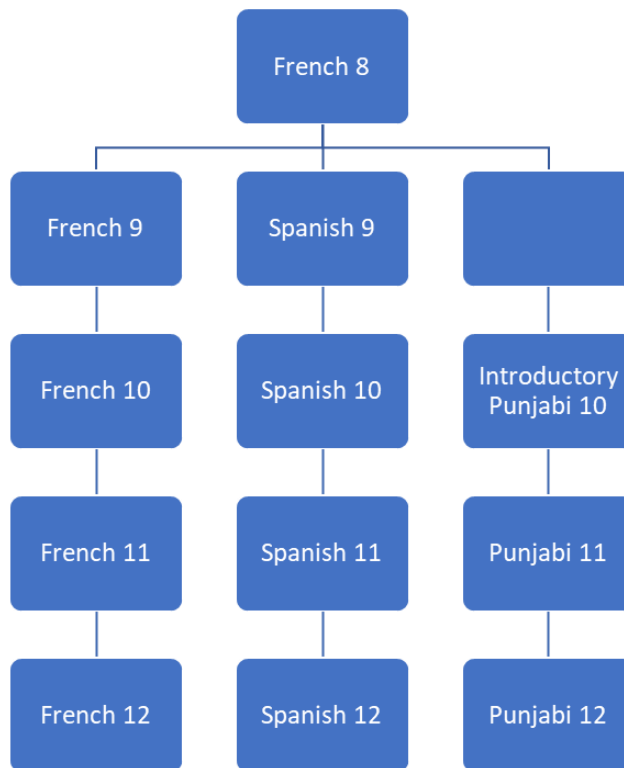 French 8
French 9
Spanish 9
French 10
Spanish 10
Introductory
Punjabi 10
French 11
Spanish 11
Punjabi 11
French 12
Spanish 12
Punjabi 12